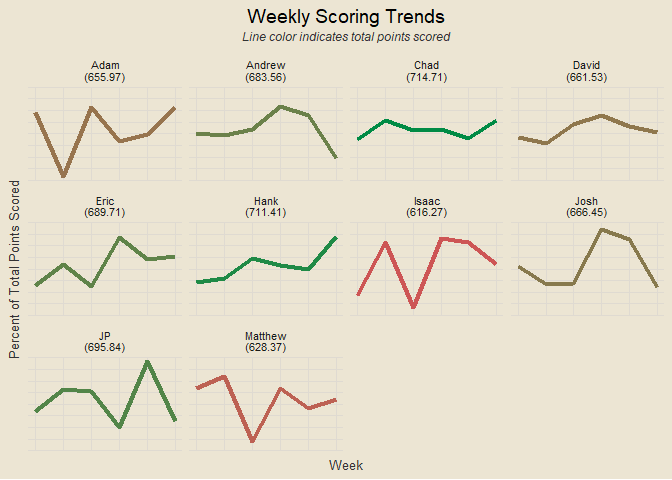 Weekly Scoring Trends
Line color indicates total points scored
Adam
(655.97)
Andrew
(683.56)
Chad
(714.71)
David
(661.53)
Eric
(689.71)
Hank
(711.41)
Isaac
(616.27)
Josh
(666.45)
JP
(695.84)
Matthew
(628.37)
Percent of Total Points Scored
Week